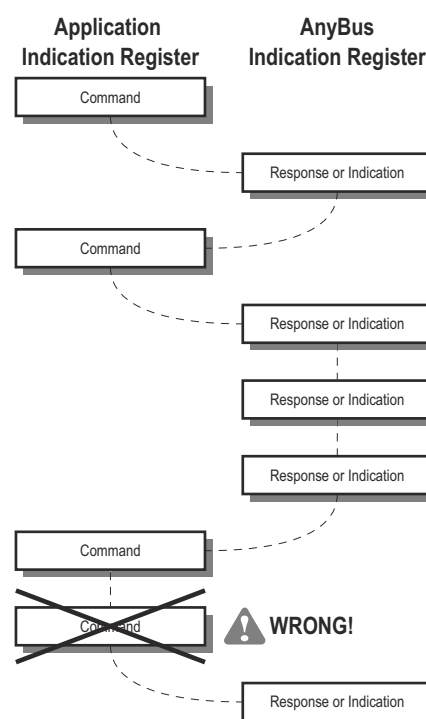 Application
Indication Register
AnyBus
Indication Register
Command
Response or Indication
Command
Response or Indication
Response or Indication
Response or Indication
Command
Command
WRONG!
Response or Indication